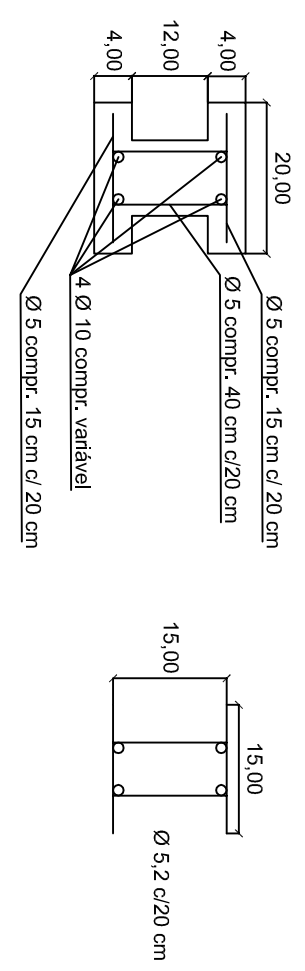 20,00
4,00
12,00
4,00
Ø 5 compr. 15 cm c/ 20 cm
Ø 5 compr. 40 cm c/20 cm
4 Ø 10 compr. variável
Ø 5 compr. 15 cm c/ 20 cm
15,00
15,00
Ø 5,2 c/20 cm